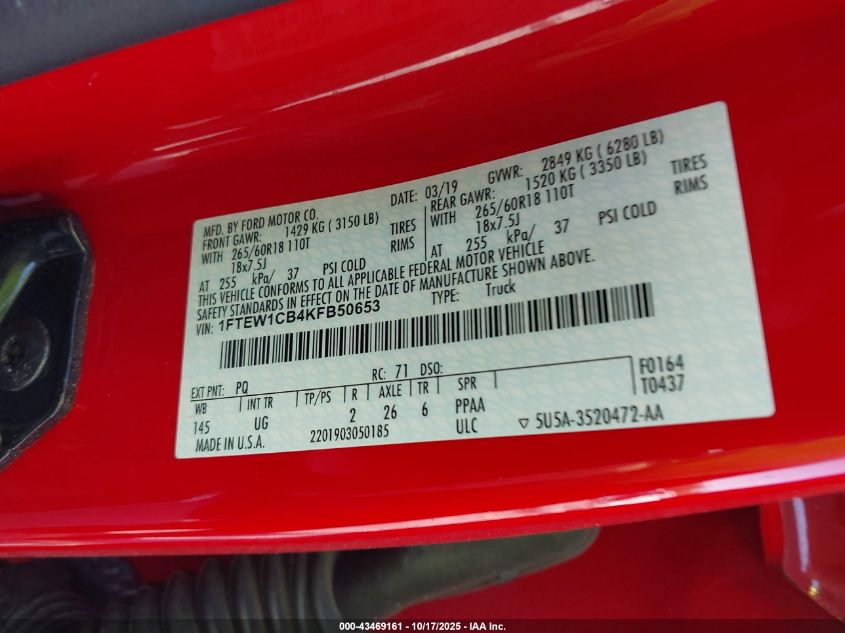 MFD. BY FORD MOTOR CO.
DATE: 03/19
GVWR: 2849 KG ( 6280 LB)
FRONT GAWR: 1429 KG ( 3150 LB)
WITH 265/60R18 110T TIRES
18x7.5J RIMS
AT 255 kPa/ 37 PSI COLD
REAR GAWR: 1520 KG ( 3350 LB)
WITH 265/60R18 110T TIRES
18x7.5J RIMS
AT 255 kPa/ 37 PSI COLD
THIS VEHICLE CONFORMS TO ALL APPLICABLE FEDERAL MOTOR VEHICLE
SAFETY STANDARDS IN EFFECT ON THE DATE OF MANUFACTURE SHOWN ABOVE.
VIN: 1FTEW1CB4KFB50653 TYPE: Truck
EXT PNT: PQ RC: 71 DSO: F0164
WB INT TR TP/PS R AXLE TR SPR T0437
145 UG 2 26 6 PPAA
MADE IN U.S.A. 2201903050185 ULC ▽ 5U5A-3520472-AA
000-43469161 - 10/17/2025 - IAA Inc.